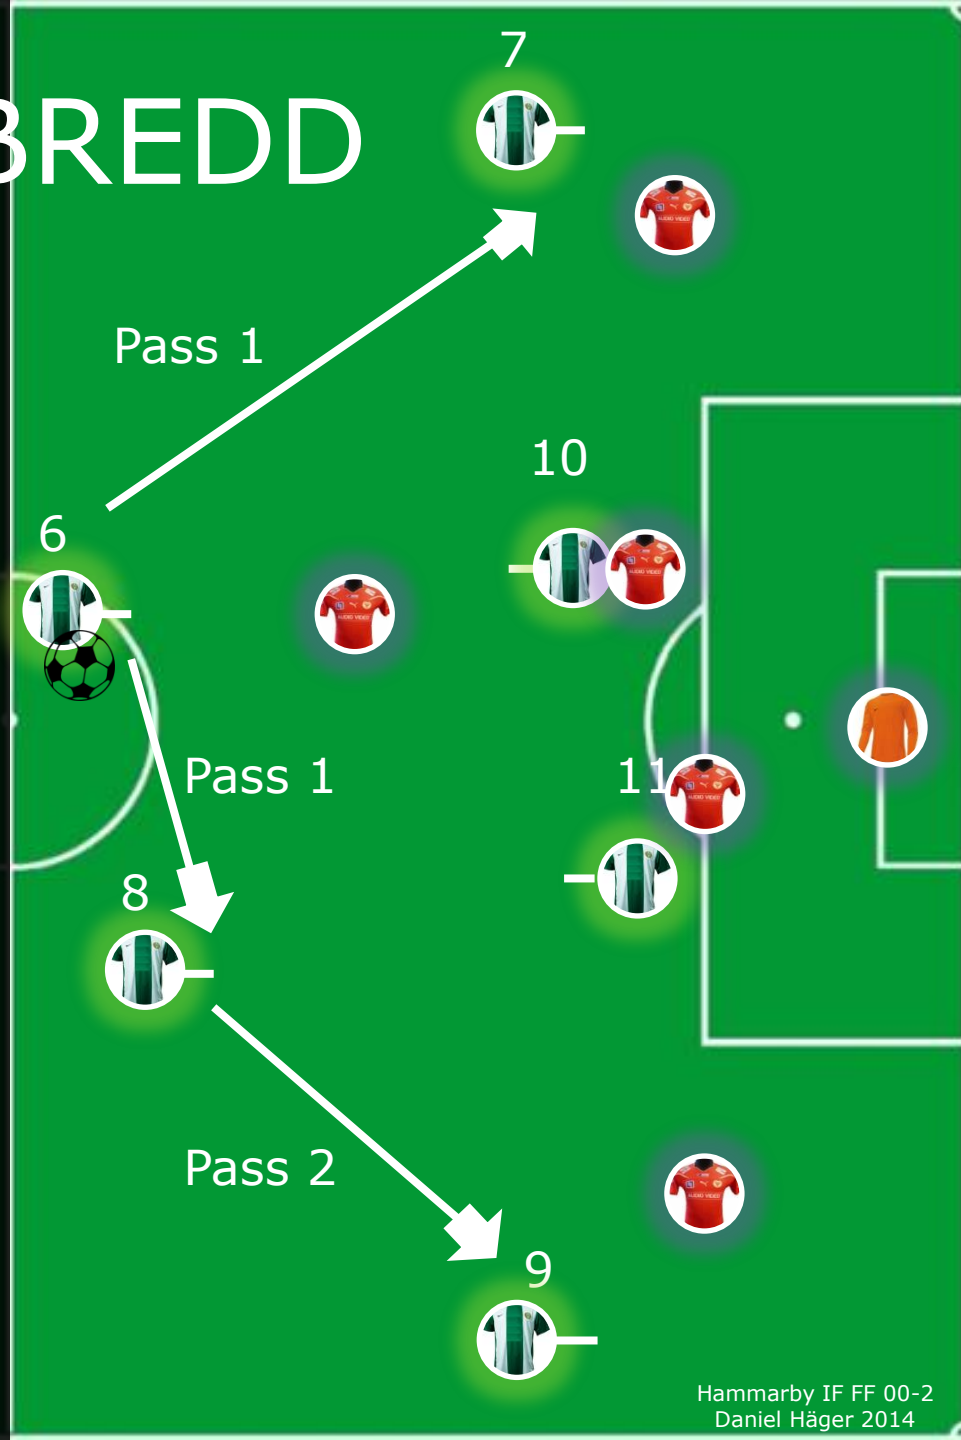 7
BREDD
Pass 1
10
6
Pass 1
11
8
Pass 2
9
Hammarby IF FF 00-2
Daniel Häger 2014